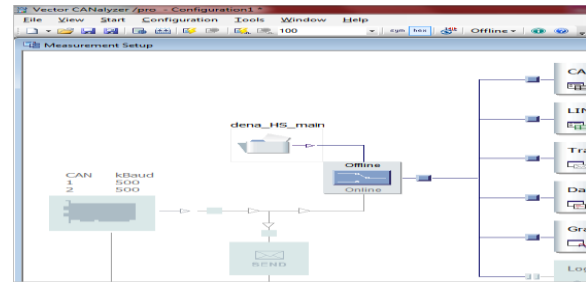 Vector CANalyzer /pro - Configuration1 *
File View Start Configuration Tools Window Help
100 sym hex Offline
Measurement Setup
CA
dena_HS_main
LIN
Tra
Offline
Online
CAN kBaud
1 500
2 500
Da
Gra
SEND
Log